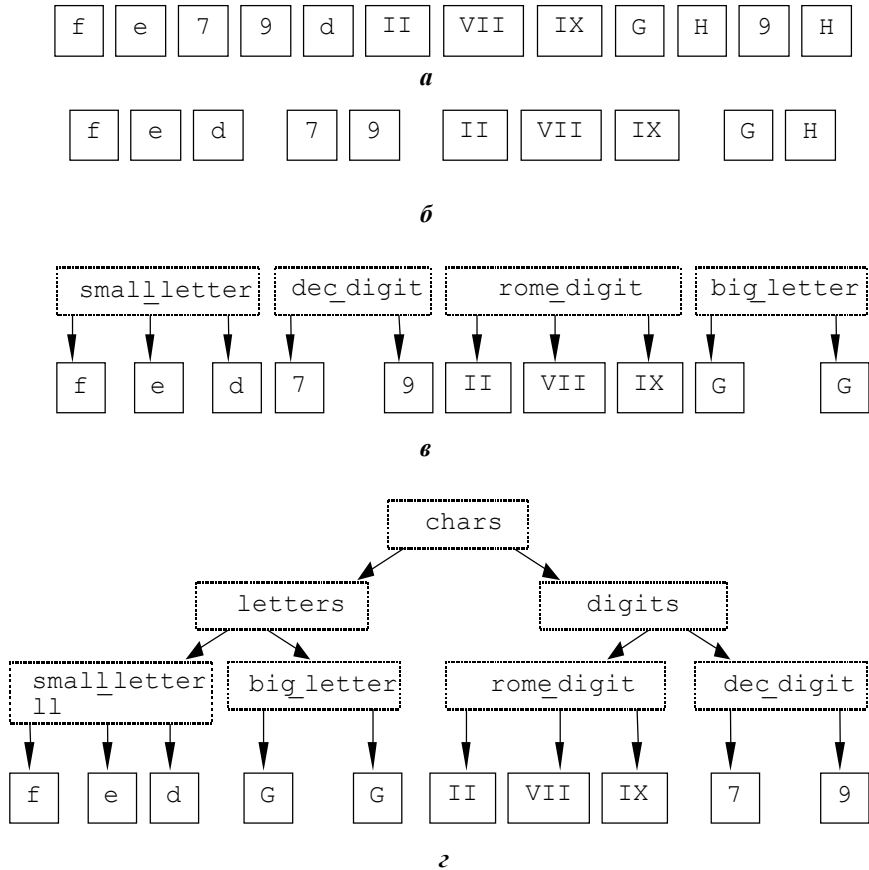 f e 7 9 d II VII IX G H 9 H
а
f e d 7 9 II VII IX G H
б
small_letter dec_digit rome_digit big_letter
f e d 7 9 II VII IX G G
в
chars
letters digits
small_letter big_letter rome_digit dec_digit
ll
f e d G G II VII IX 7 9
г